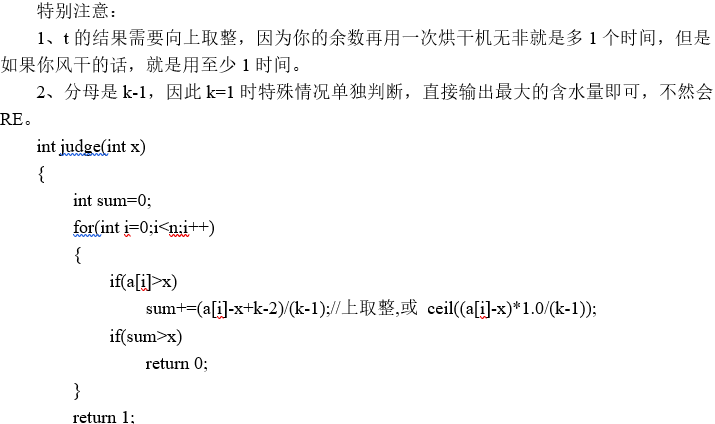 特别注意：
1、t 的结果需要向上取整，因为你的余数再用一次烘干机无非就是多 1 个时间，但是
如果你风干的话，就是用至少 1 时间。
2、分母是 k-1，因此 k=1 时特殊情况单独判断，直接输出最大的含水量即可，不然会
RE。
int judge(int x)
{
int sum=0;
for(int i=0;i<n;i++)
{
if(a[i]>x)
sum+=(a[i]-x+k-2)/(k-1);//上取整,或 ceil((a[i]-x)*1.0/(k-1));
if(sum>x)
return 0;
}
return 1;